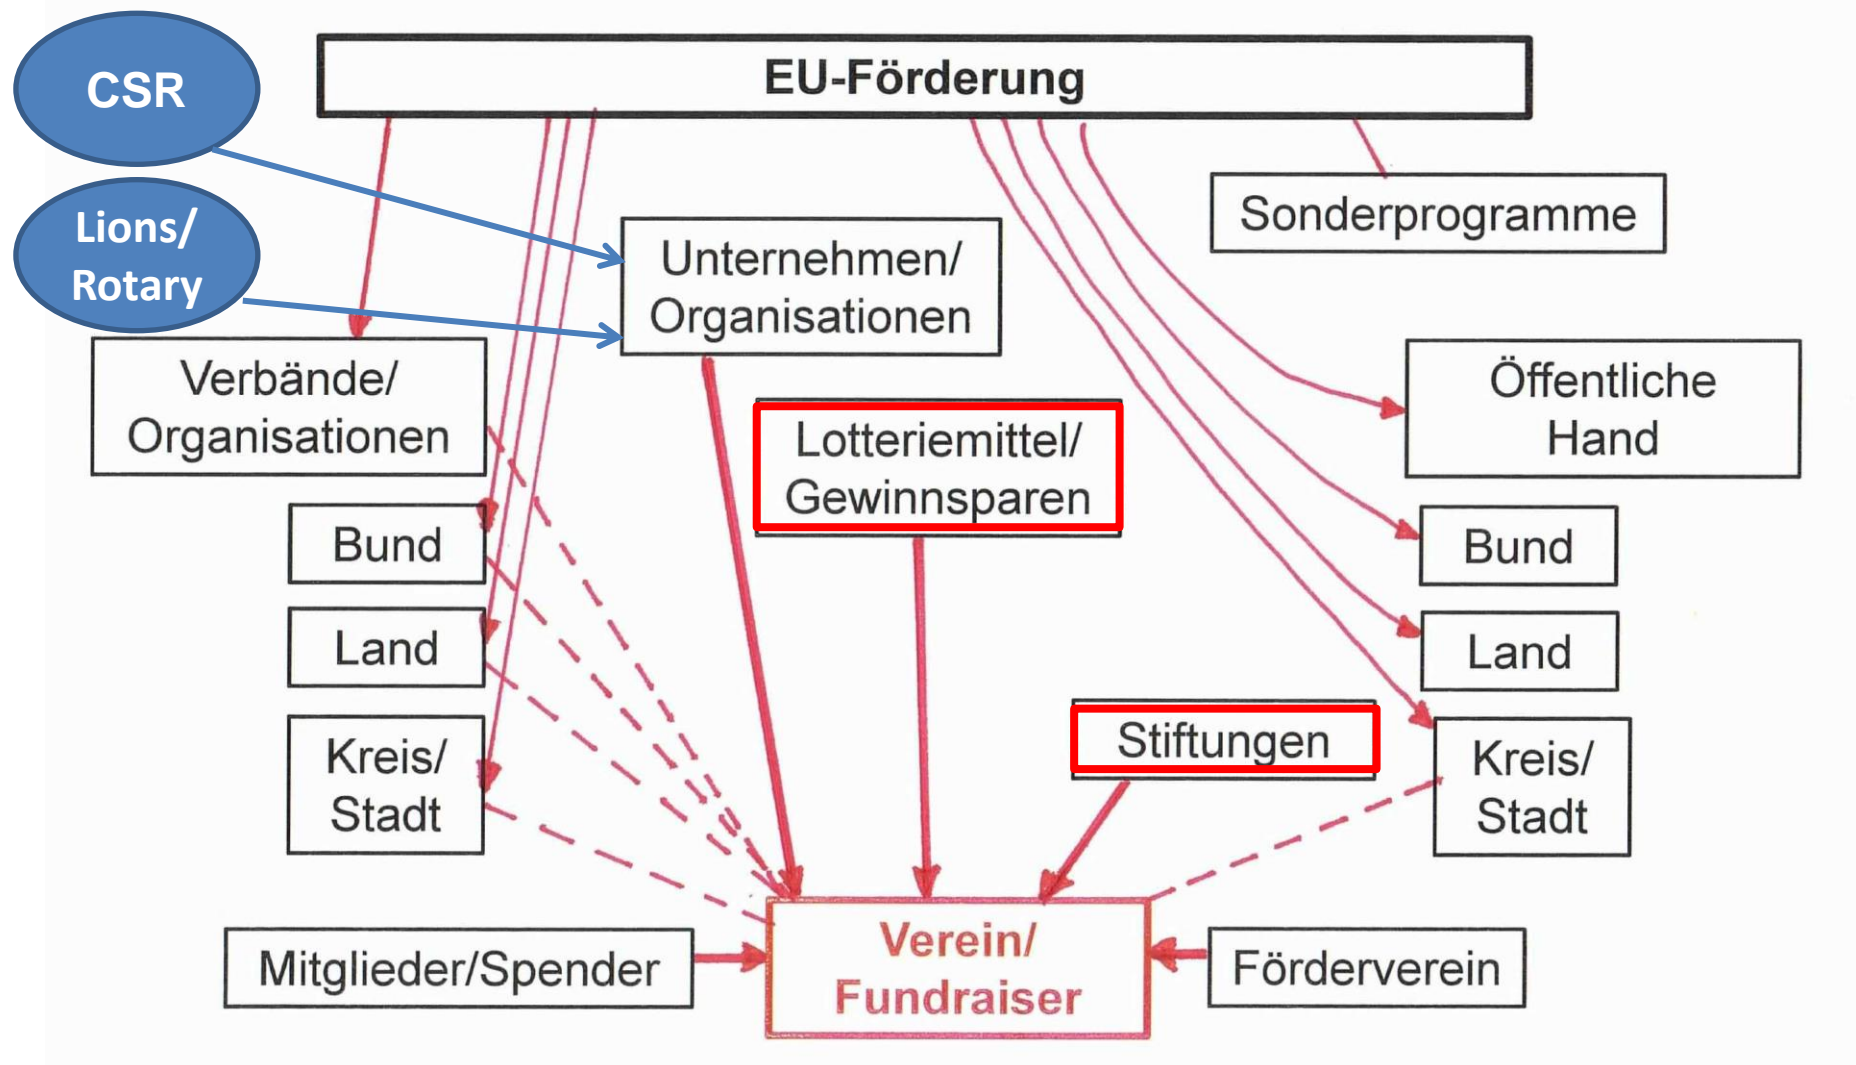 CSR
EU-Förderung
Lions/
Rotary
Sonderprogramme
Unternehmen/
Organisationen
Verbände/
Organisationen
Öffentliche
Hand
Lotteriemittel/
Gewinnsparen
Bund
Bund
Land
Land
Stiftungen
Kreis/
Stadt
Kreis/
Stadt
Verein/
Fundraiser
Mitglieder/Spender
Förderverein